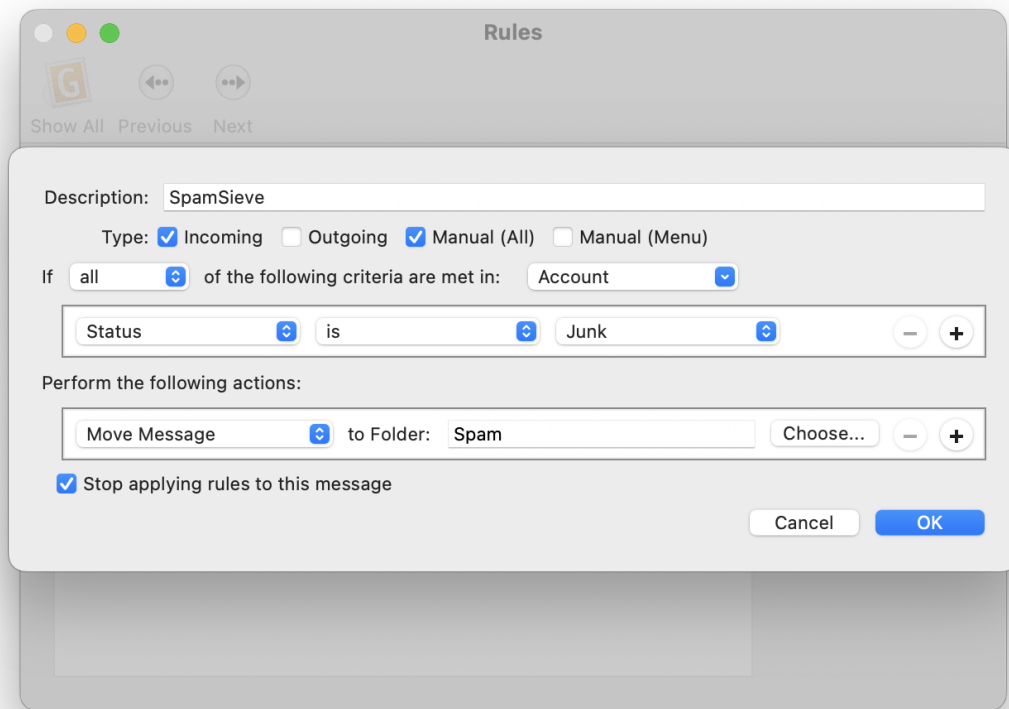 Rules
G
Show All Previous Next
Description: SpamSieve
Type: Incoming Outgoing Manual (All) Manual (Menu)
If all of the following criteria are met in: Account
Status is Junk
Perform the following actions:
Move Message to Folder: Spam Choose...
Stop applying rules to this message
Cancel OK